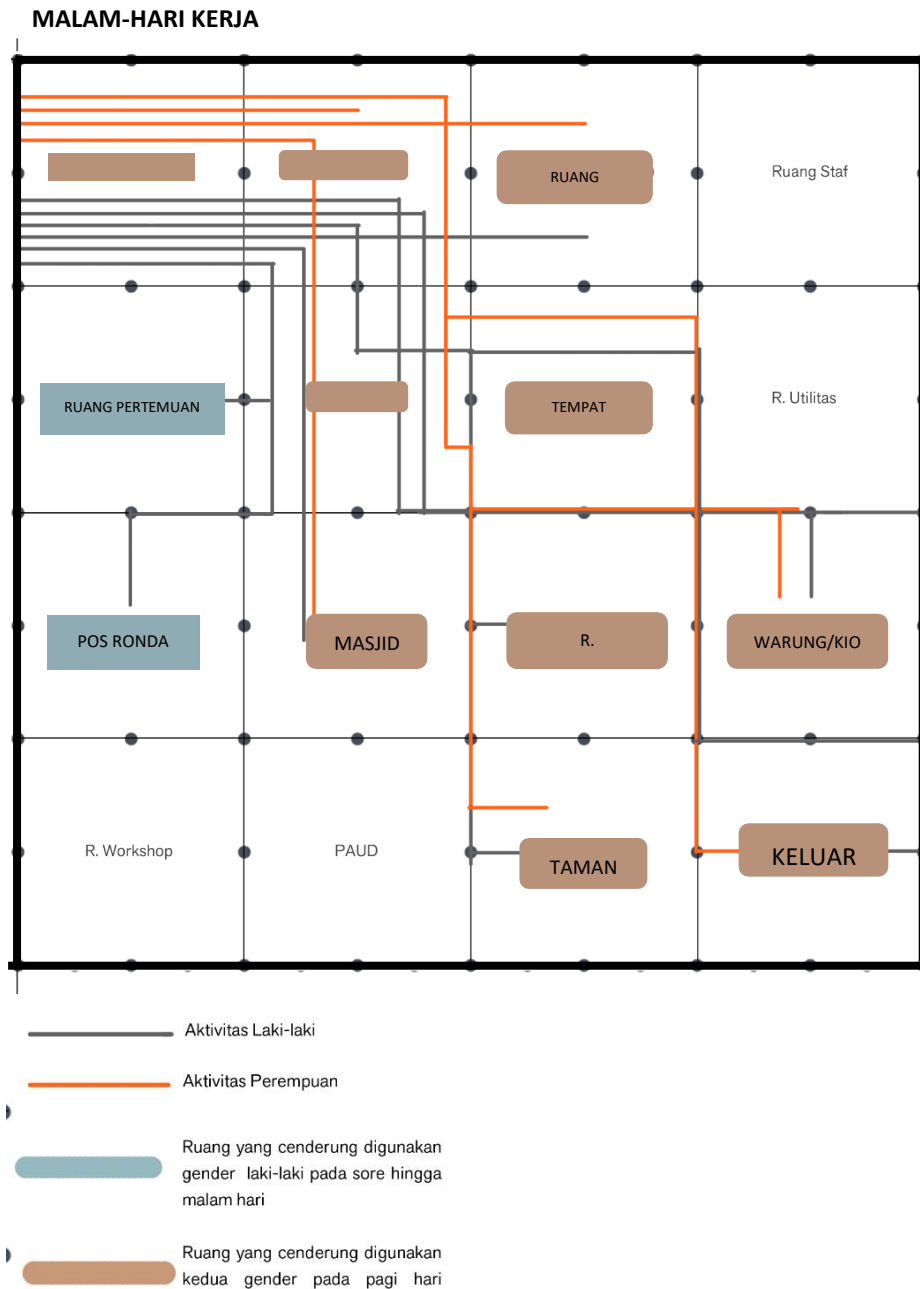 MALAM-HARI KERJA
RUANG
Ruang Staf
RUANG PERTEMUAN
TEMPAT
R. Utilitas
POS RONDA
MASJID
R.
WARUNG/KIO
R. Workshop
PAUD
TAMAN
KELUAR
Aktivitas Laki-laki
Aktivitas Perempuan
Ruang yang cenderung digunakan
gender laki-laki pada sore hingga
malam hari
Ruang yang cenderung digunakan
kedua gender pada pagi hari